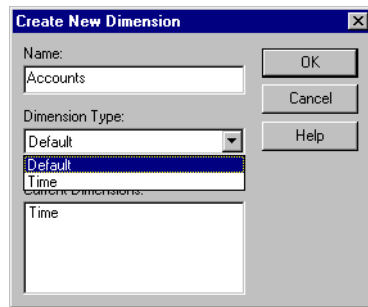 Create New Dimension
Name:
OK
Accounts
Cancel
Dimension Type:
Help
Default
Default
Time
Current Dimensions:
Time